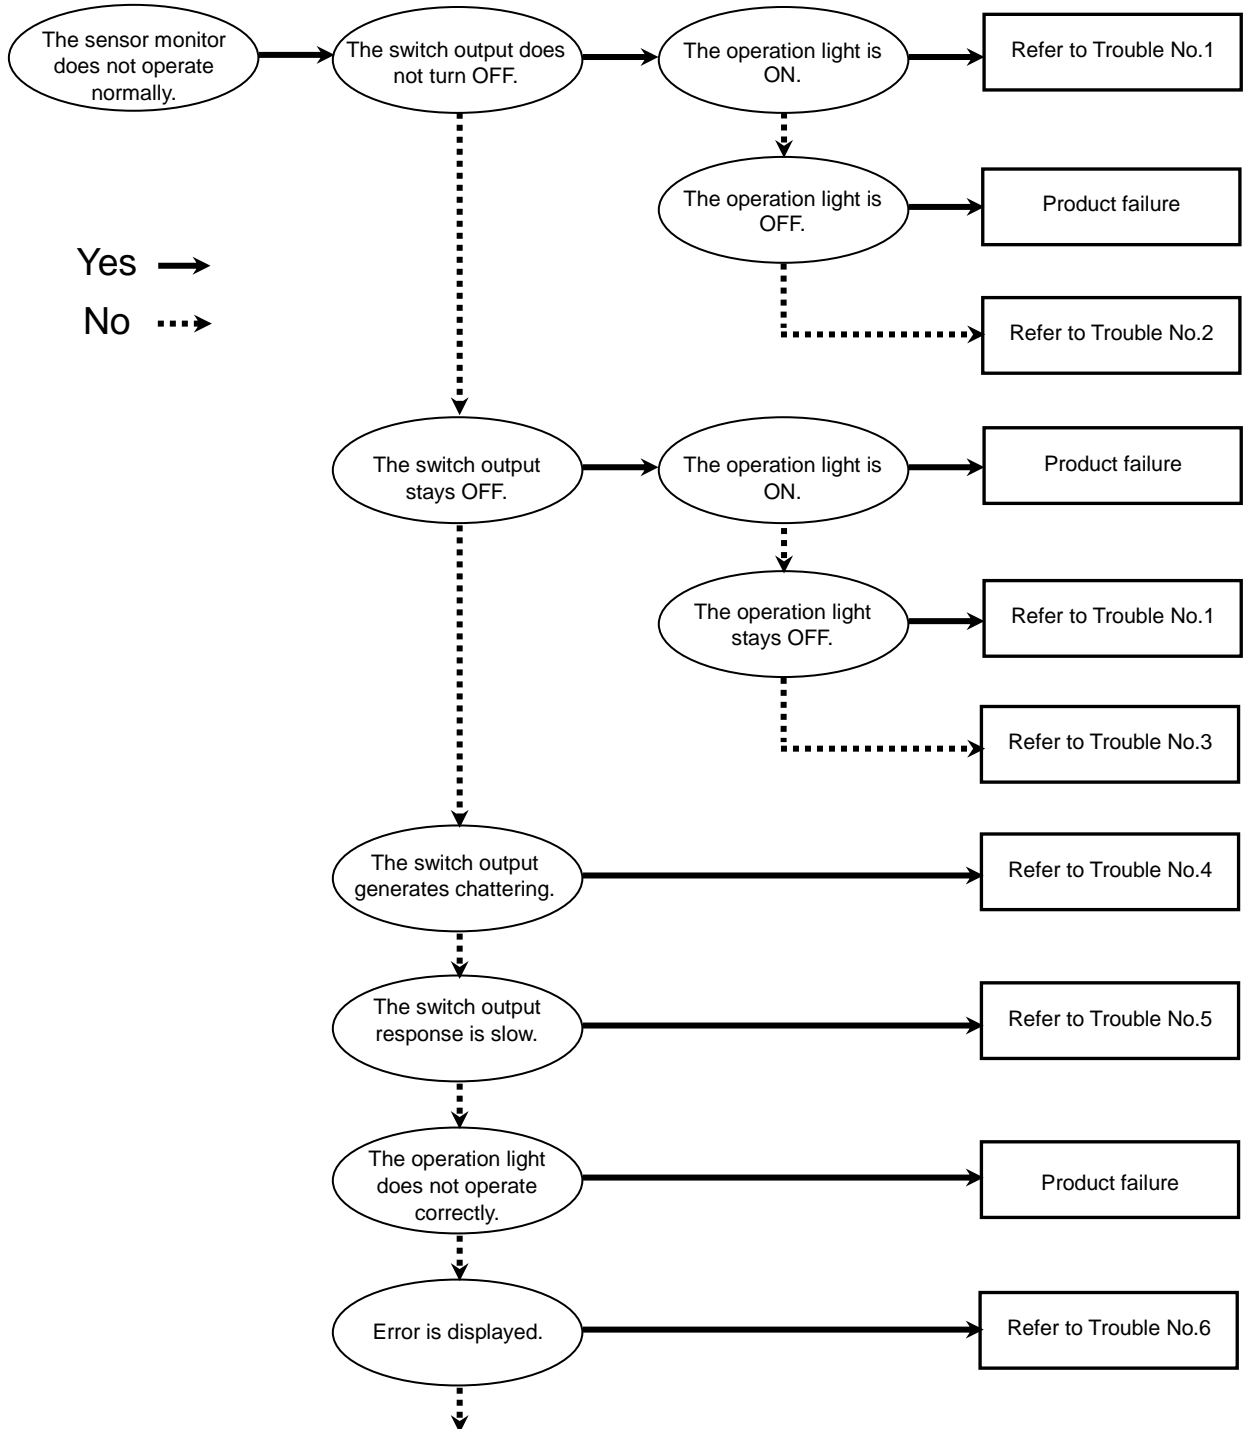 The sensor monitor
does not operate
normally.
The switch output does
not turn OFF.
The operation light is
ON.
Refer to Trouble No.1
The operation light is
OFF.
Product failure
Yes
No
Refer to Trouble No.2
The switch output
stays OFF.
The operation light is
ON.
Product failure
The operation light
stays OFF.
Refer to Trouble No.1
Refer to Trouble No.3
The switch output
generates chattering.
Refer to Trouble No.4
The switch output
response is slow.
Refer to Trouble No.5
The operation light
does not operate
correctly.
Product failure
Error is displayed.
Refer to Trouble No.6